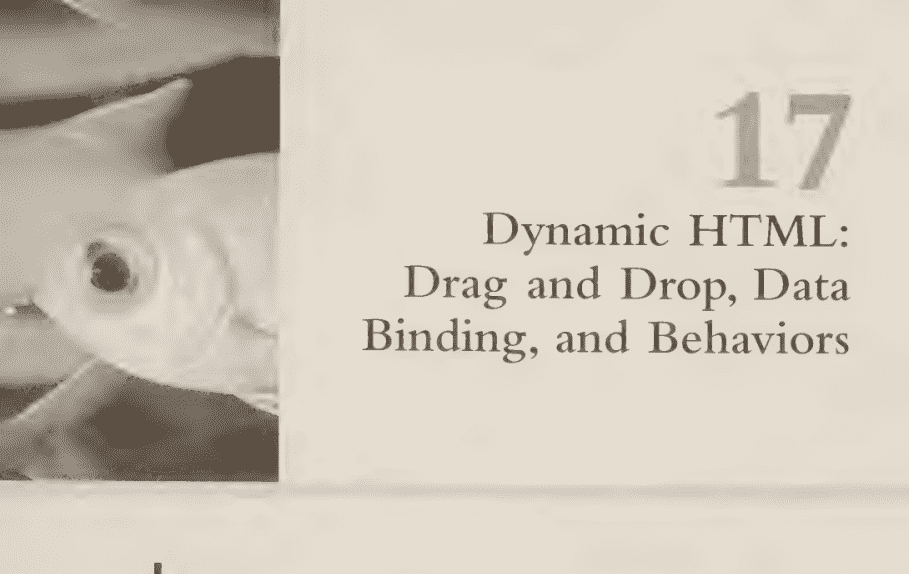 17
Dynamic HTML:
Drag and Drop, Data
Binding, and Behaviors